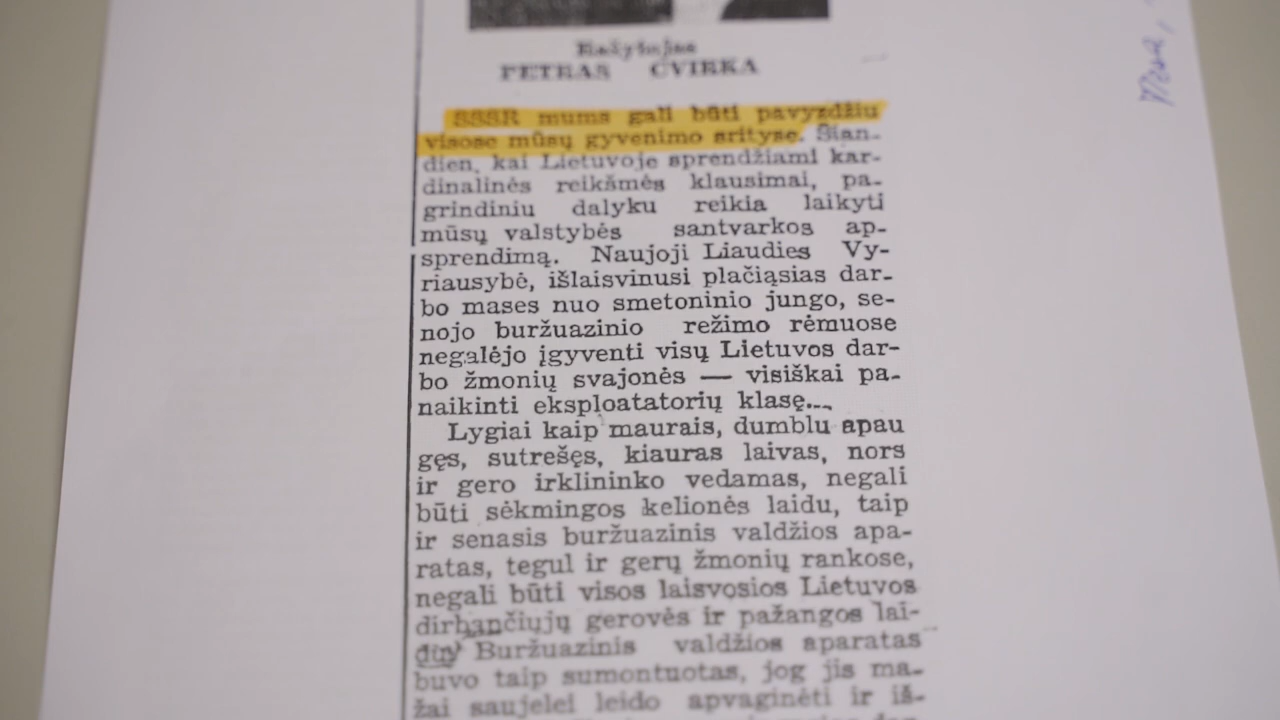 Rašytojas
PETRAS CVIRKA
SSSR mums gali būti pavyzdžiu
visose mūsų gyvenimo srityse. Šian-
dien, kai Lietuvoje sprendžiami kar-
dinalinės reikšmės klausimai, pa-
grindiniu dalyku reikia laikyti
mūsų valstybės santvarkos ap-
sprendimą. Naujoji Liaudies Vy-
riausybė, išlaisvinusi plačiąsias dar-
bo mases nuo smetoninio jungo, se-
nojo buržuazinio režimo rėmuose
negalėjo įgyventi visų Lietuvos dar-
bo žmonių svajonės — visiškai pa-
naikinti eksploatatorių klasę...
Lygiai kaip maurais, dumblu apau
gęs, sutrešęs, kiauras laivas, nors
ir gero irklininko vedamas, negali
būti sėkmingos kelionės laidu, taip
ir senasis buržuazinis valdžios apa-
ratas, tegul ir gerų žmonių rankose,
negali būti visos laisvosios Lietuvos
dirbančiųjų gerovės ir pažangos lai-
du. Buržuazinis valdžios aparatas
buvo taip sumontuotas, jog jis ma-
žai saujelei leido apvaginėti ir iš-